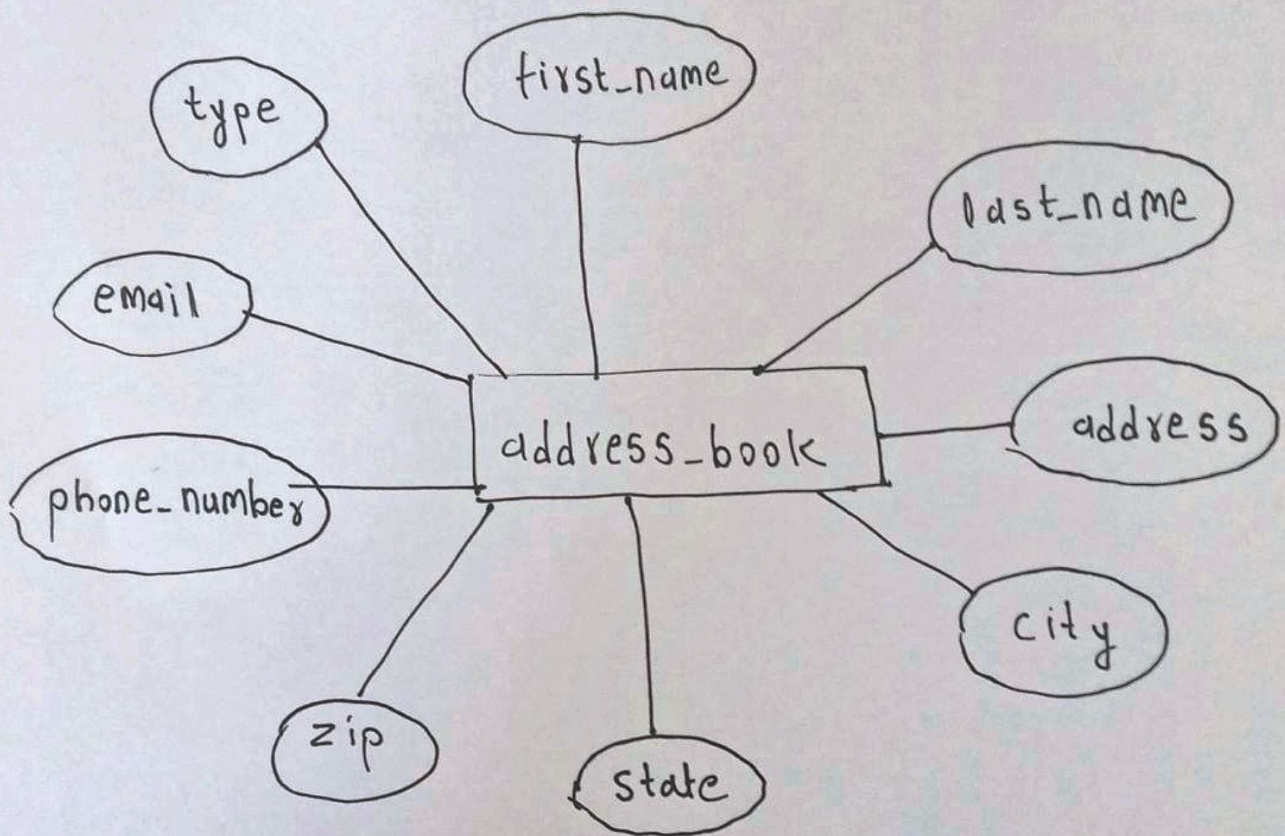 first_name
type
last_name
email
address
address_book
phone_number
city
zip
state